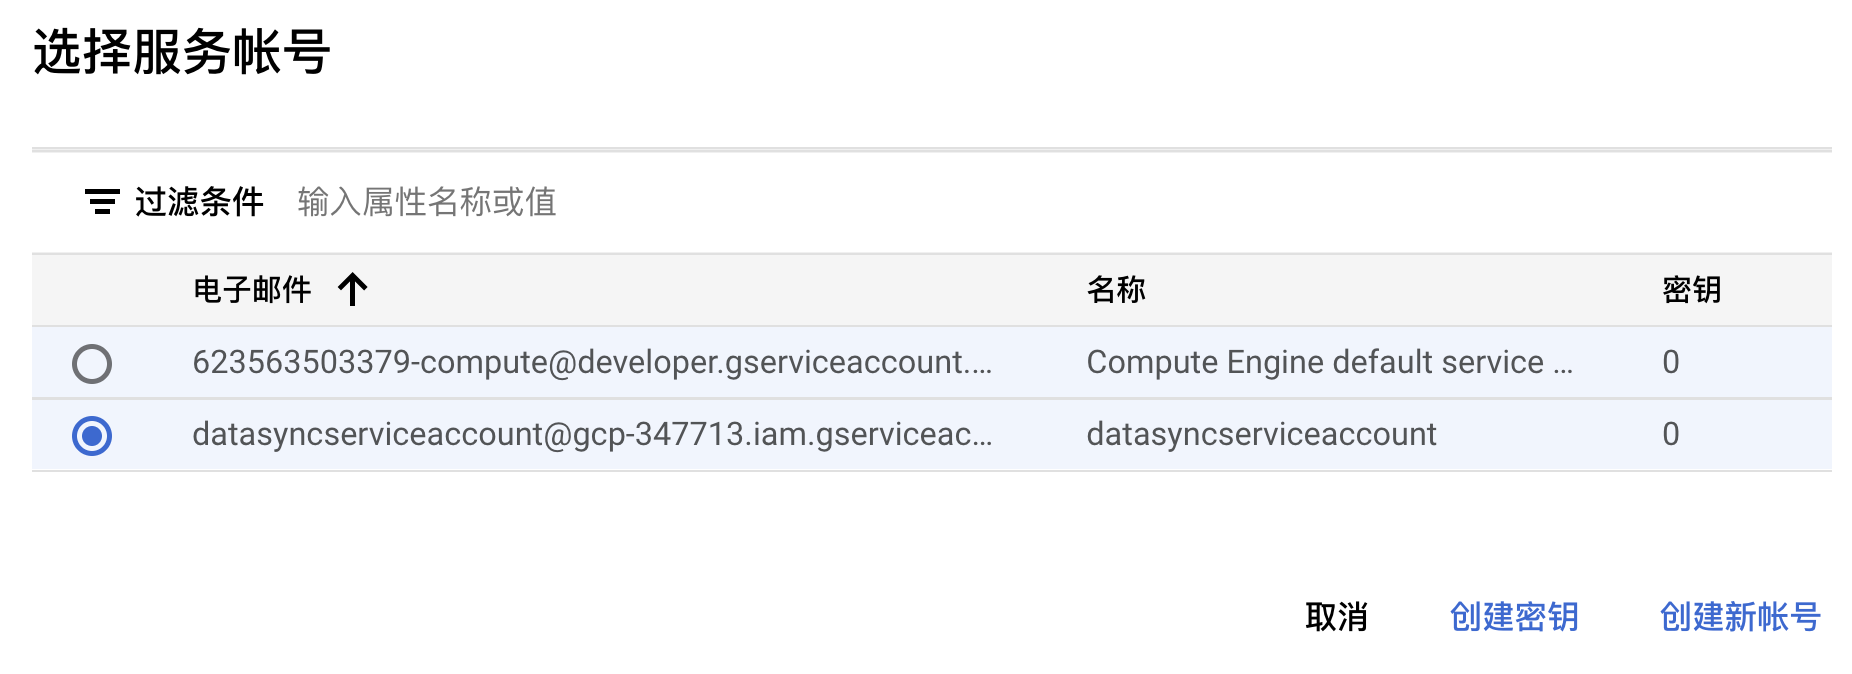 选择服务帐号
过滤条件 输入属性名称或值
电子邮件 名称 密钥
623563503379-compute@developer.gserviceaccount.... Compute Engine default service ... 0
datasyncserviceaccount@gcp-347713.iam.gserviceac... datasyncserviceaccount 0
取消 创建密钥 创建新帐号